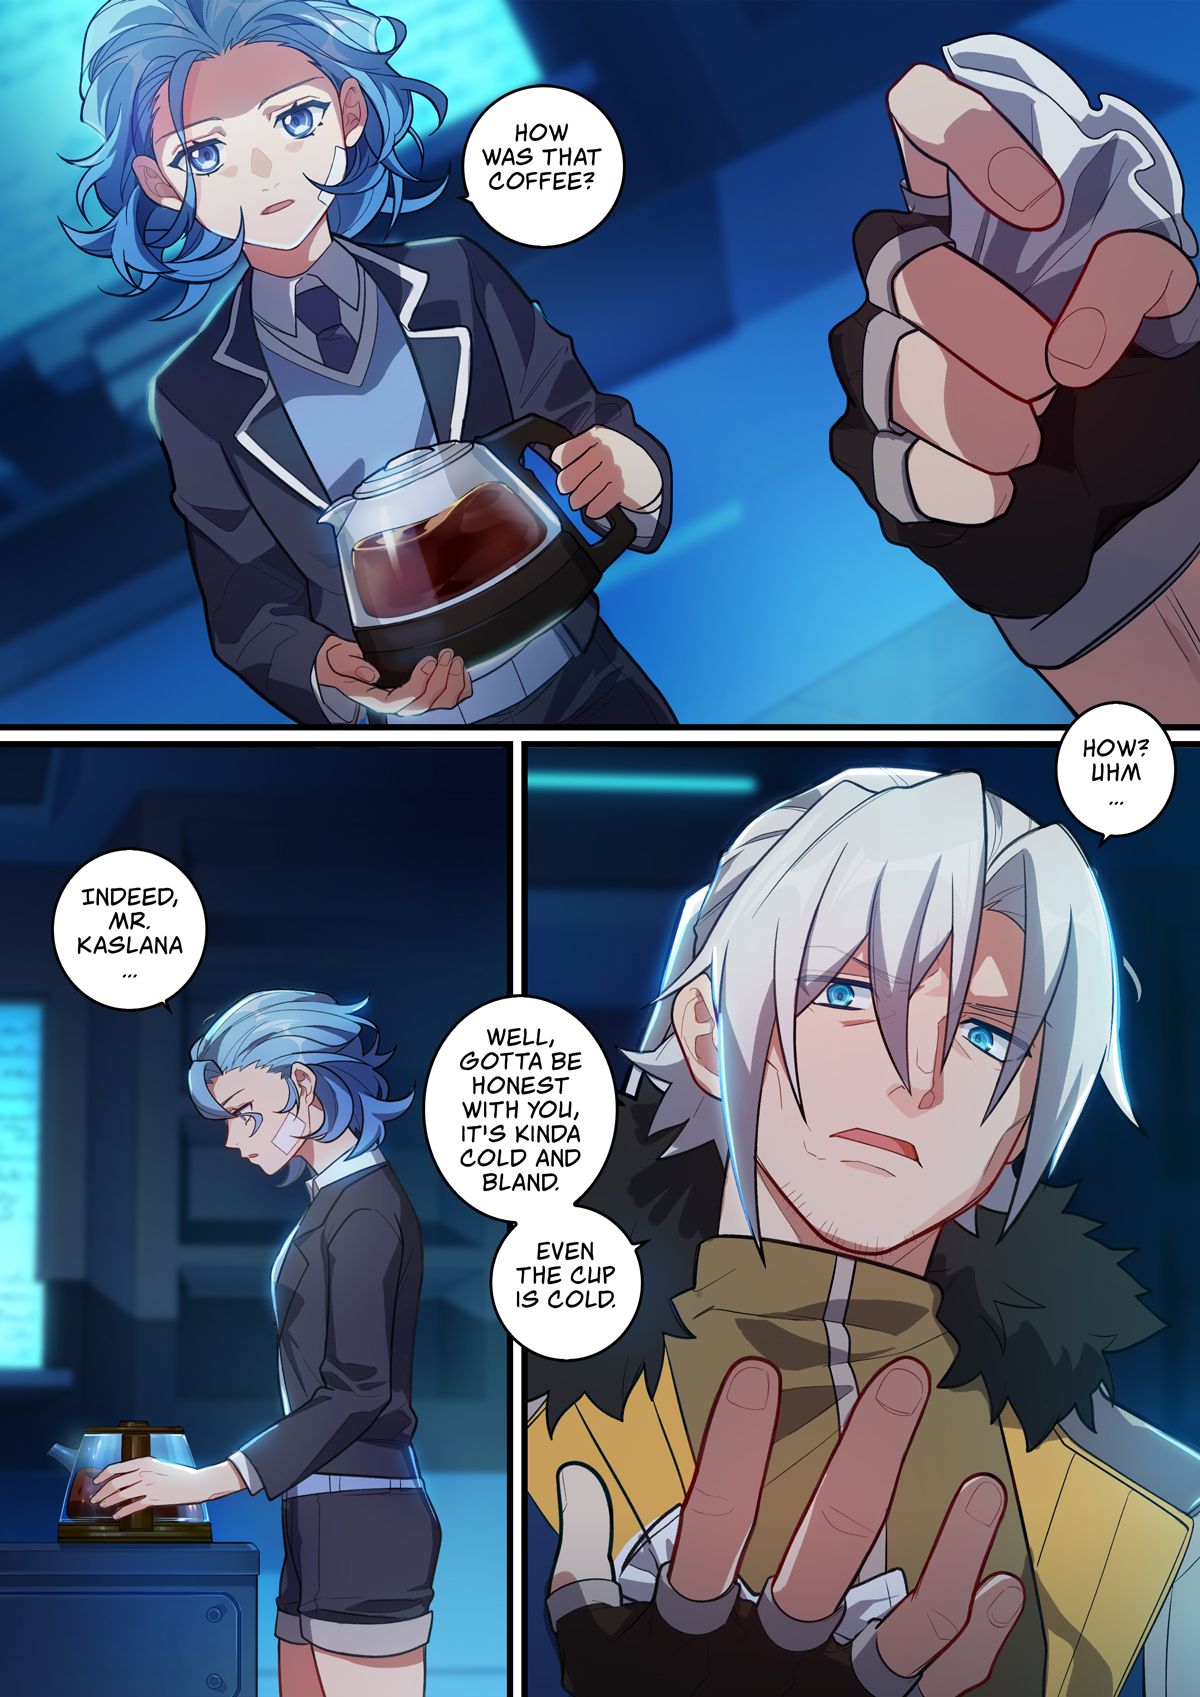 HOW
WAS THAT
COFFEE?
HOW?
UHM
...
WELL,
GOTTA BE
HONEST
WITH YOU,
IT'S KINDA
COLD AND
BLAND.
EVEN
THE CUP
IS COLD.
INDEED,
MR.
KASLANA
...